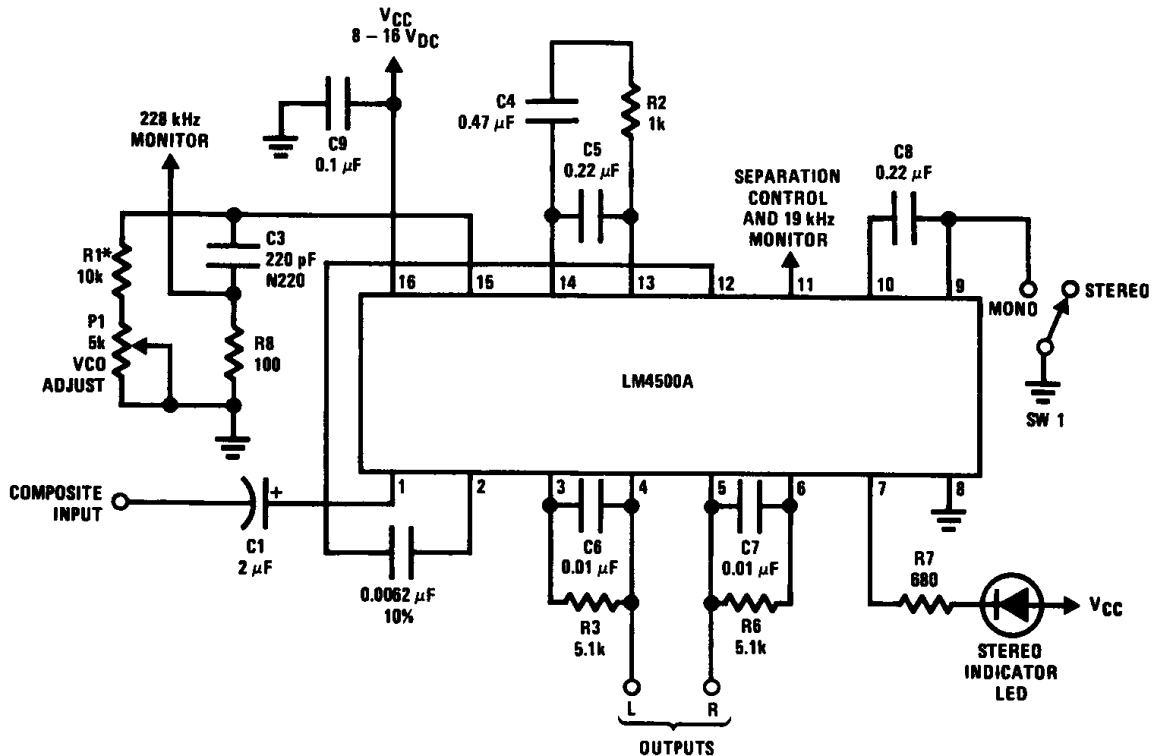 VCC
8 – 16 VDC
228 kHz
MONITOR
C9
0.1 µF
C4
0.47 µF
R2
1k
C5
0.22 µF
SEPARATION
CONTROL
AND 19 kHz
MONITOR
C8
0.22 µF
R1*
10k
C3
220 pF
N220
P1
5k
VCO
ADJUST
R8
100
16
15
14
13
12
11
10
9
MONO
STEREO
SW 1
LM4500A
COMPOSITE
INPUT
+
C1
2 µF
1
2
3
4
5
6
7
8
0.0062 µF
10%
C6
0.01 µF
C7
0.01 µF
R3
5.1k
R6
5.1k
R7
680
VCC
STEREO
INDICATOR
LED
L
R
OUTPUTS